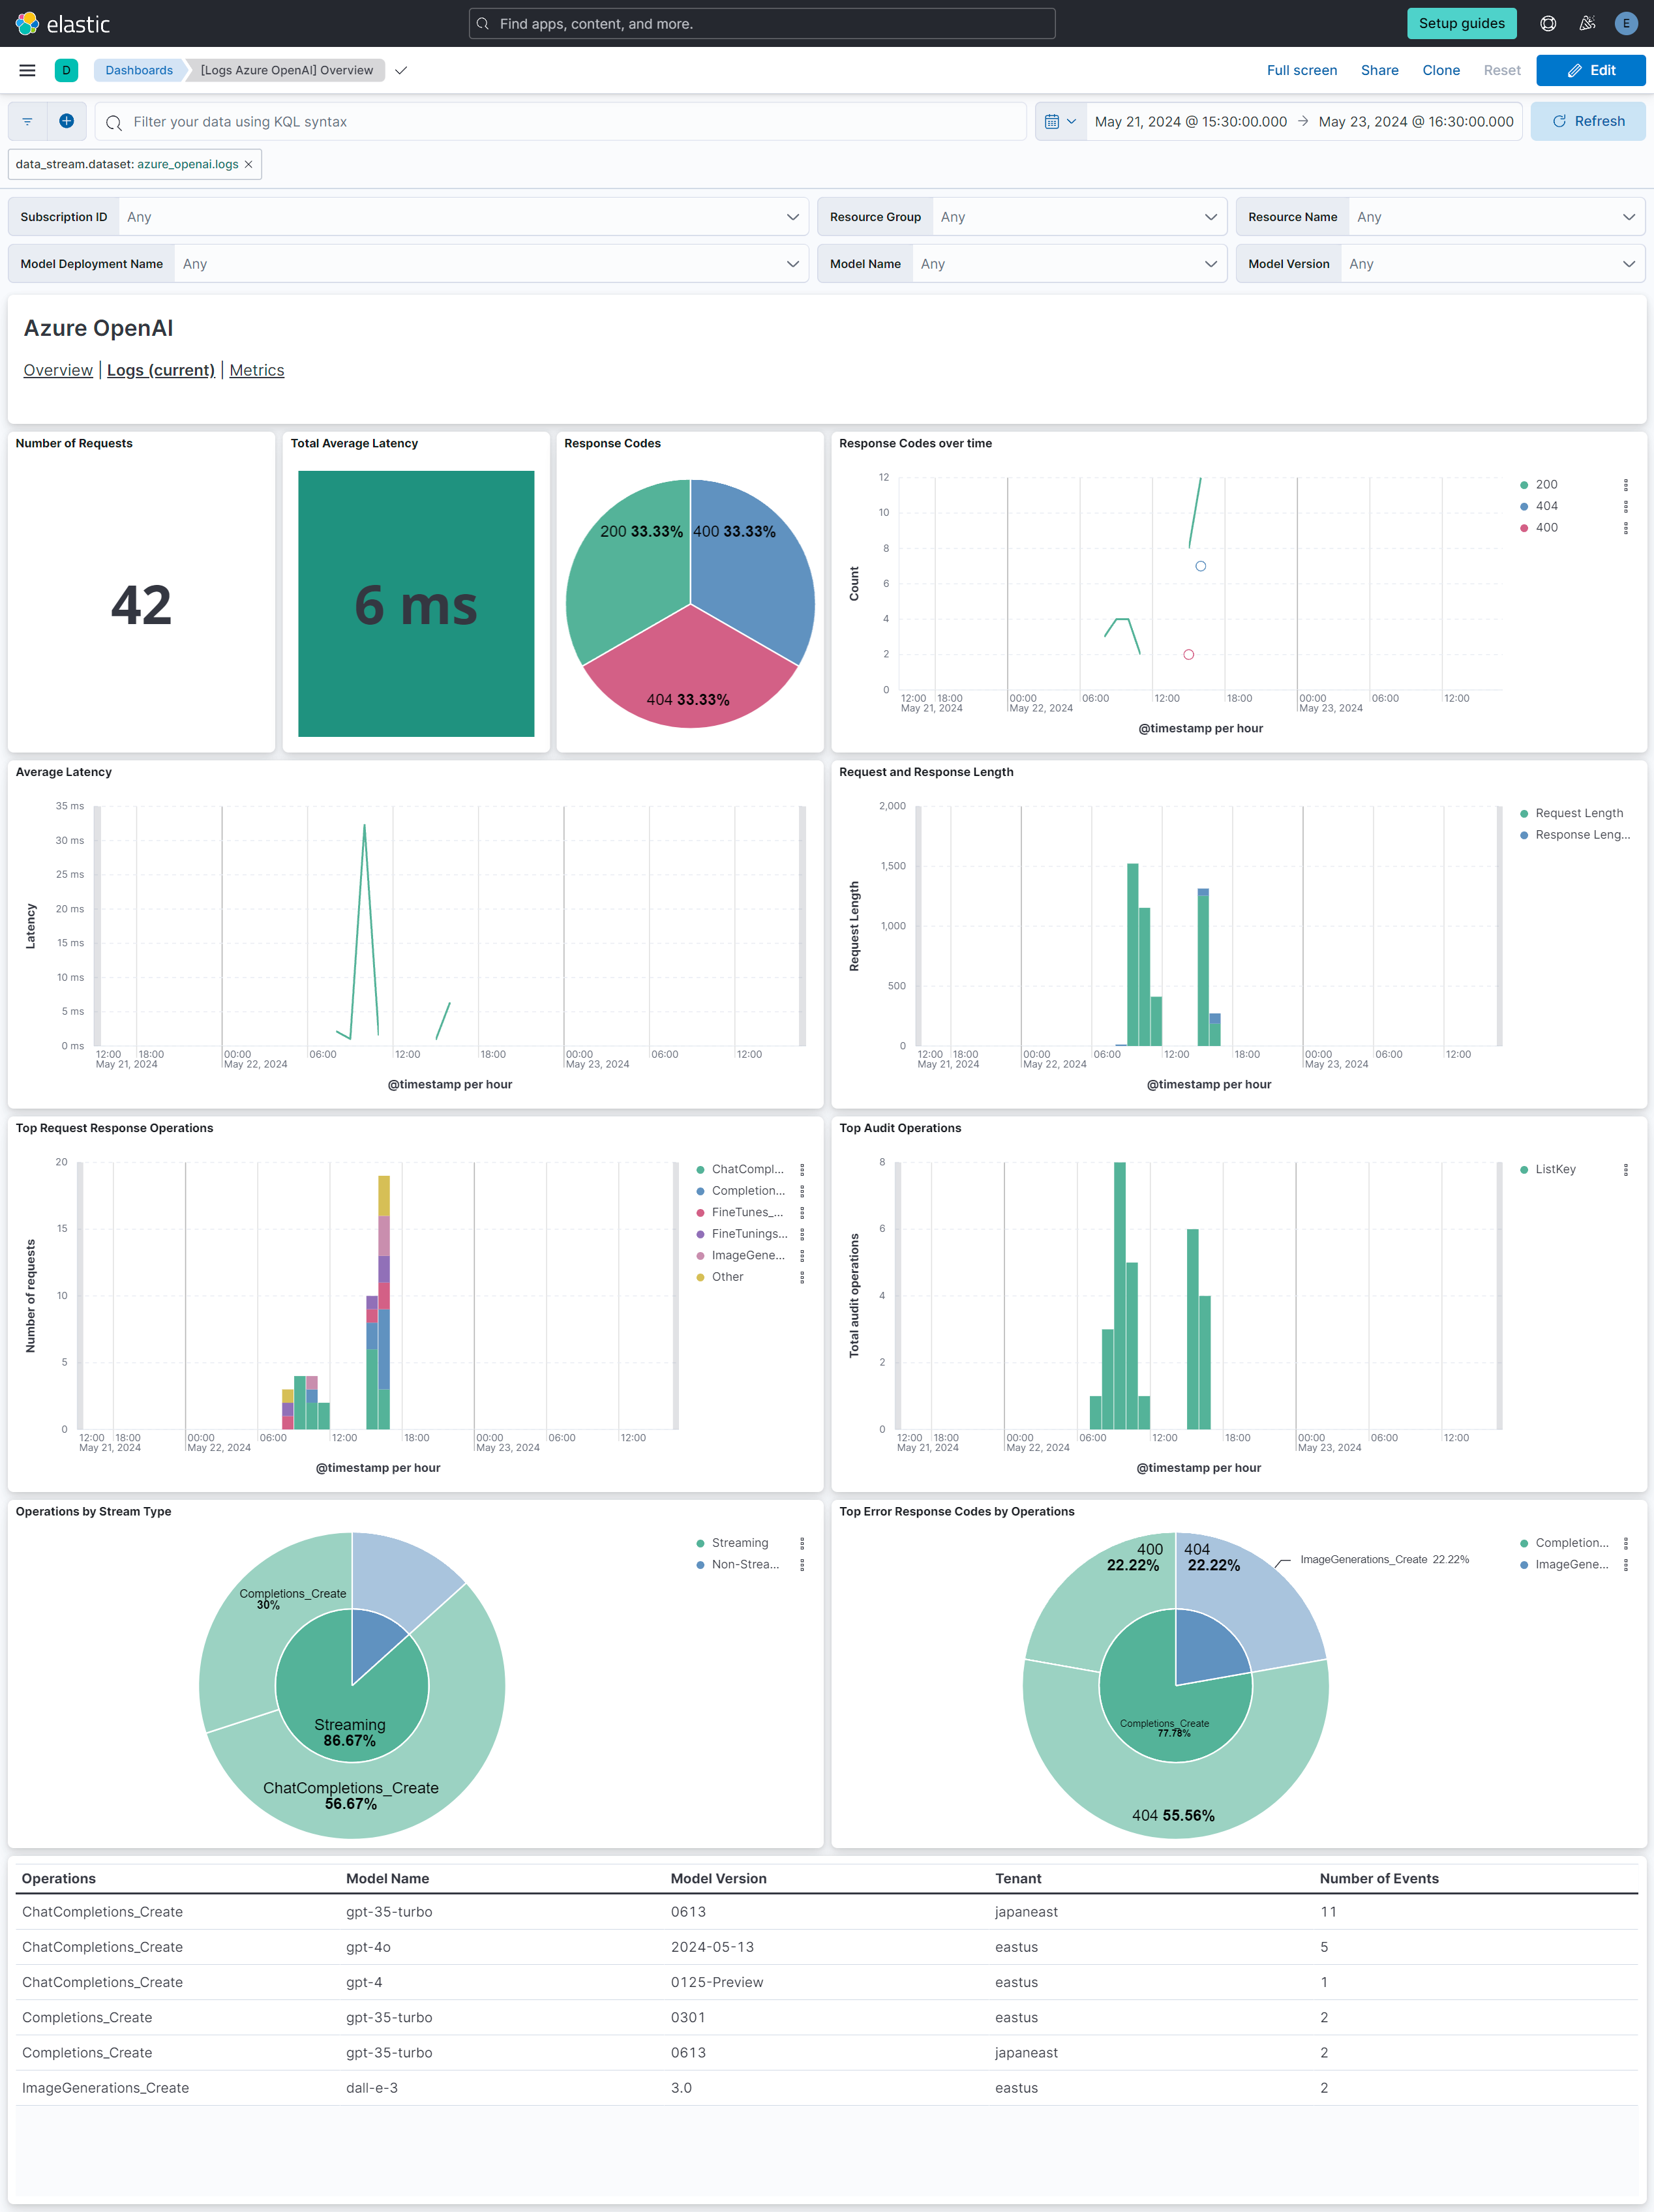 elastic
Find apps, content, and more.
Setup guides
E
D
Dashboards
[Logs Azure OpenAI] Overview
Full screen
Share
Clone
Reset
Edit
Filter your data using KQL syntax
May 21, 2024 @ 15:30:00.000 → May 23, 2024 @ 16:30:00.000
Refresh
data_stream.dataset: azure_openai.logs ×
Subscription ID Any
Resource Group Any
Resource Name Any
Model Deployment Name Any
Model Name Any
Model Version Any
Azure OpenAI
Overview | Logs (current) | Metrics
Number of Requests
42
Total Average Latency
6 ms
Response Codes
200 33.33%
400 33.33%
404 33.33%
Response Codes over time
Count
12
10
8
6
4
2
0
12:00 18:00 00:00 06:00 12:00 18:00 00:00 06:00 12:00
May 21, 2024 May 22, 2024 May 23, 2024
@timestamp per hour
200
404
400
Average Latency
Latency
35 ms
30 ms
25 ms
20 ms
15 ms
10 ms
5 ms
0 ms
12:00 18:00 00:00 06:00 12:00 18:00 00:00 06:00 12:00
May 21, 2024 May 22, 2024 May 23, 2024
@timestamp per hour
Request and Response Length
Request Length
2,000
1,500
1,000
500
0
12:00 18:00 00:00 06:00 12:00 18:00 00:00 06:00 12:00
May 21, 2024 May 22, 2024 May 23, 2024
@timestamp per hour
Request Length
Response Leng...
Top Request Response Operations
Number of requests
20
15
10
5
0
12:00 18:00 00:00 06:00 12:00 18:00 00:00 06:00 12:00
May 21, 2024 May 22, 2024 May 23, 2024
@timestamp per hour
ChatCompl...
Completion...
FineTunes_...
FineTunings...
ImageGene...
Other
Top Audit Operations
Total audit operations
8
6
4
2
0
12:00 18:00 00:00 06:00 12:00 18:00 00:00 06:00 12:00
May 21, 2024 May 22, 2024 May 23, 2024
@timestamp per hour
ListKey
Operations by Stream Type
Completions_Create
30%
Streaming
86.67%
ChatCompletions_Create
56.67%
Streaming
Non-Strea...
Top Error Response Codes by Operations
400
22.22%
404
22.22%
ImageGenerations_Create 22.22%
Completions_Create
77.78%
404 55.56%
Completion...
ImageGene...
Operations Model Name Model Version Tenant Number of Events
ChatCompletions_Create gpt-35-turbo 0613 japaneast 11
ChatCompletions_Create gpt-4o 2024-05-13 eastus 5
ChatCompletions_Create gpt-4 0125-Preview eastus 1
Completions_Create gpt-35-turbo 0301 eastus 2
Completions_Create gpt-35-turbo 0613 japaneast 2
ImageGenerations_Create dall-e-3 3.0 eastus 2